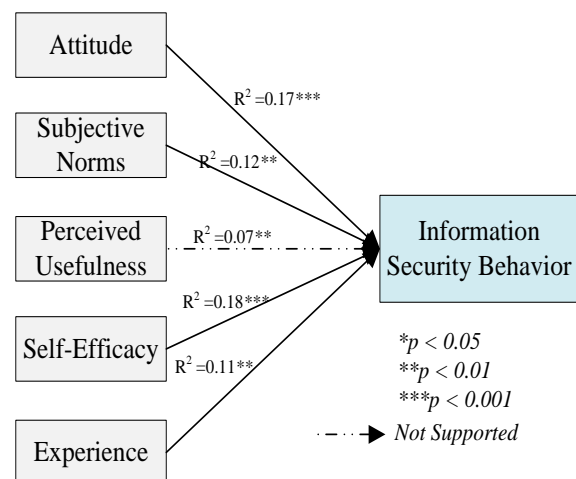 Attitude
R² =0.17***
Subjective
Norms
R² =0.12**
Perceived
Usefulness
R² =0.07**
Information
Security Behavior
Self-Efficacy
R² =0.18***
R² =0.11**
Experience
*p < 0.05
**p < 0.01
***p < 0.001
Not Supported